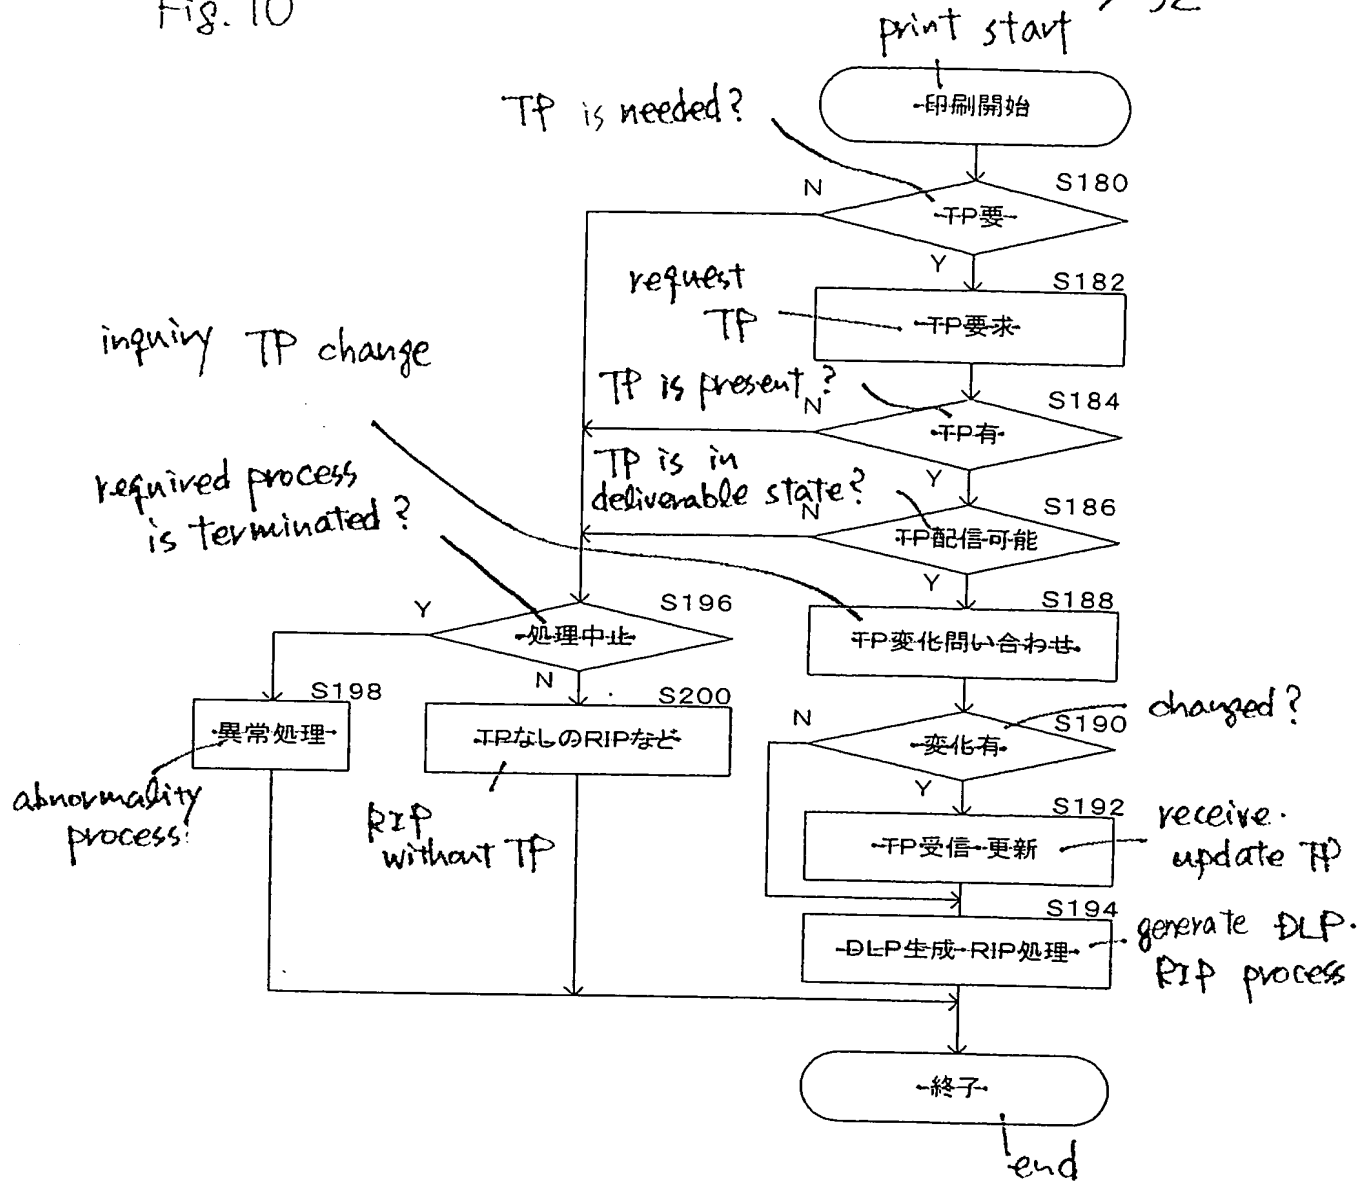 Fig. 10
print start
印刷開始
TP is needed?
N
S180
TP要
Y
request
TP
S182
TP要求
inquiry TP change
TP is present?
N
S184
TP有
Y
TP is in
deliverable state?
N
S186
TP配信可能
Y
required process
is terminated?
Y
S196
処理中止
N
S188
TP変化問い合わせ
S198
異常処理
S200
TPなしのRIPなど
N
S190
変化有
changed?
Y
abnormality
process
RIP
without TP
S192
TP受信・更新
receive・
update TP
S194
DLP生成・RIP処理
generate DLP・
RIP process
終了
end